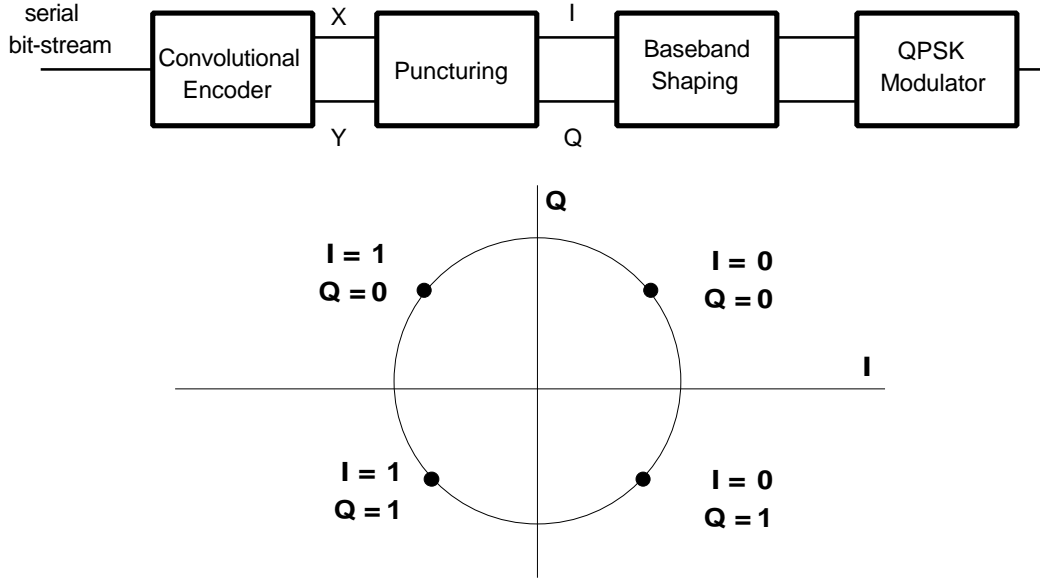 serial
bit-stream
X
Y
Convolutional
Encoder
Puncturing
I
Q
Baseband
Shaping
QPSK
Modulator
Q
I = 1
Q = 0
I = 0
Q = 0
I
I = 1
Q = 1
I = 0
Q = 1